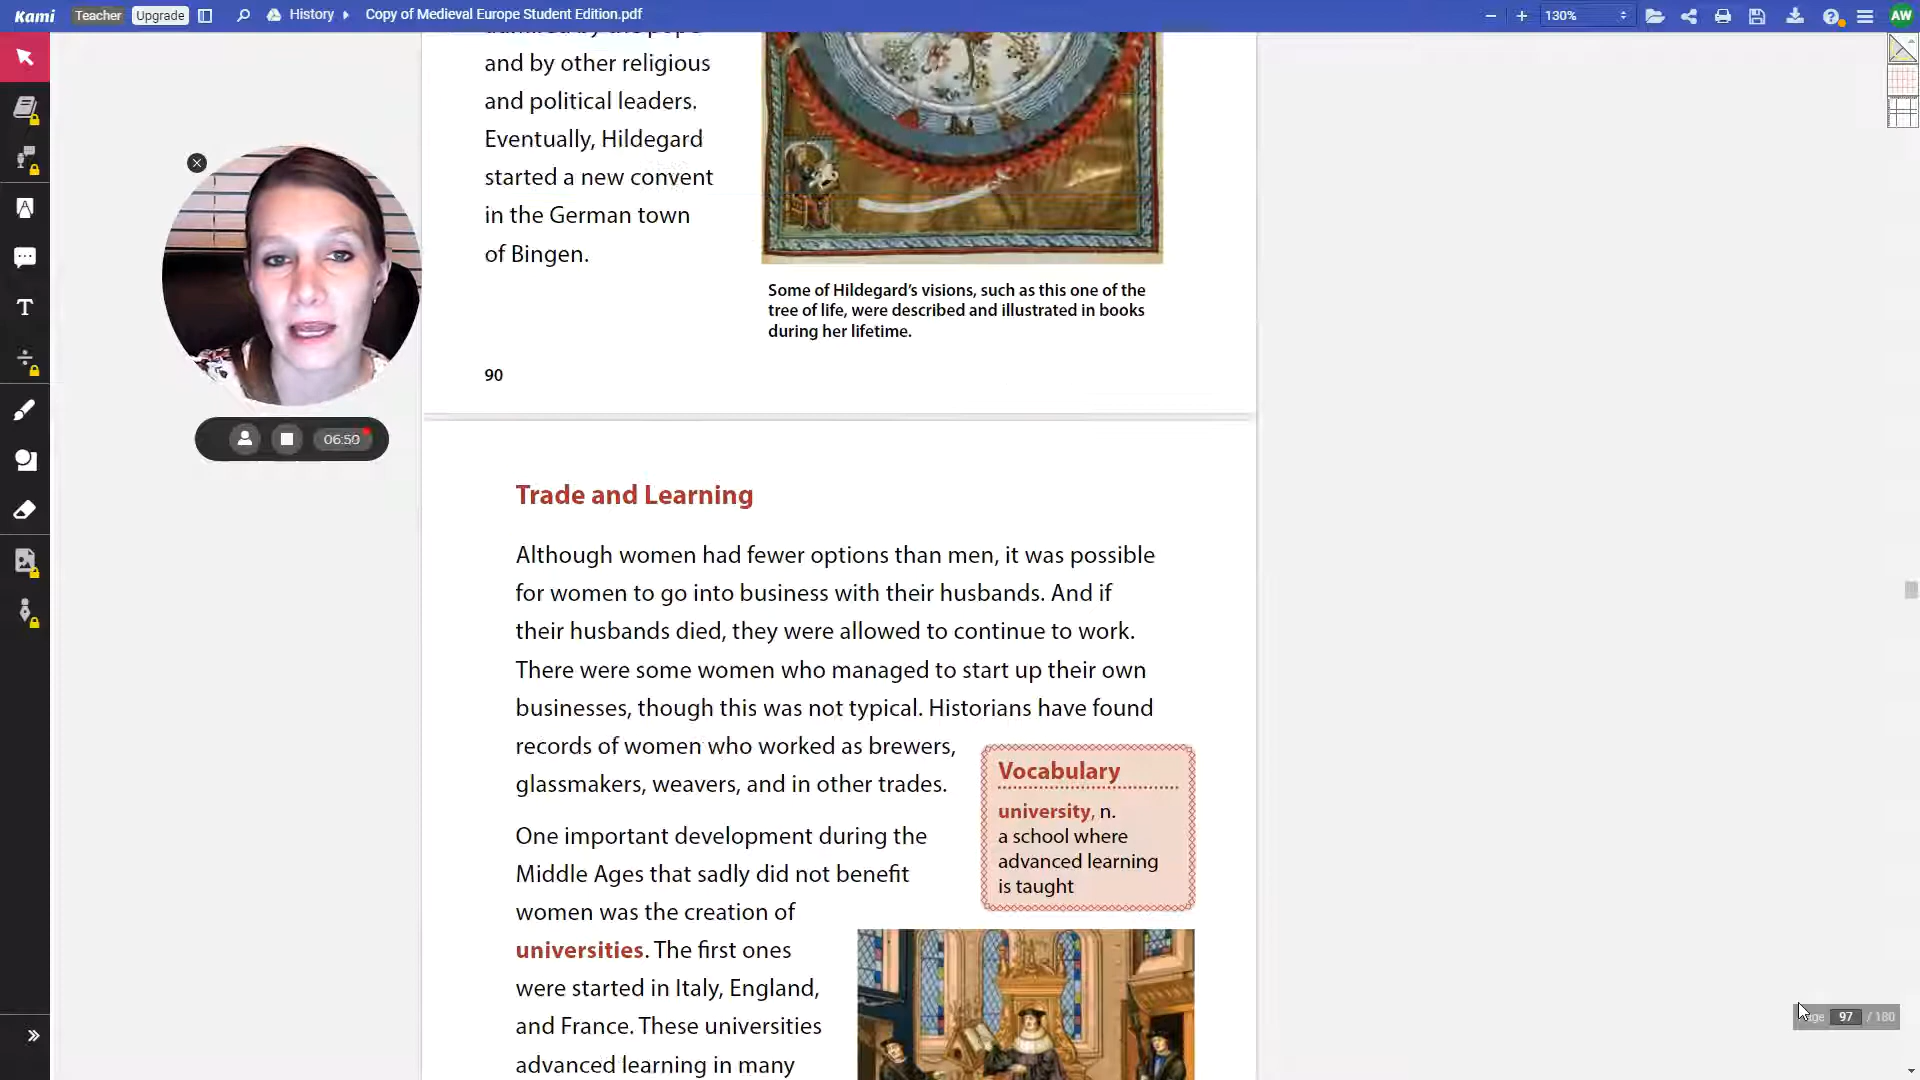 Kami Teacher Upgrade History Copy of Medieval Europe Student Edition.pdf 130% AW
and by other religious
and political leaders.
Eventually, Hildegard
started a new convent
in the German town
of Bingen.
Some of Hildegard's visions, such as this one of the
tree of life, were described and illustrated in books
during her lifetime.
90
06:50
Trade and Learning
Although women had fewer options than men, it was possible
for women to go into business with their husbands. And if
their husbands died, they were allowed to continue to work.
There were some women who managed to start up their own
businesses, though this was not typical. Historians have found
records of women who worked as brewers,
glassmakers, weavers, and in other trades.
Vocabulary
university, n.
a school where
advanced learning
is taught
One important development during the
Middle Ages that sadly did not benefit
women was the creation of
universities. The first ones
were started in Italy, England,
and France. These universities
advanced learning in many
97 / 180